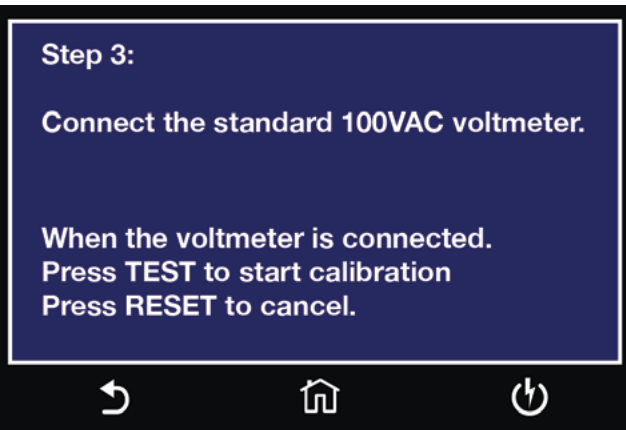 Step 3:
Connect the standard 100VAC voltmeter.
When the voltmeter is connected.
Press TEST to start calibration
Press RESET to cancel.